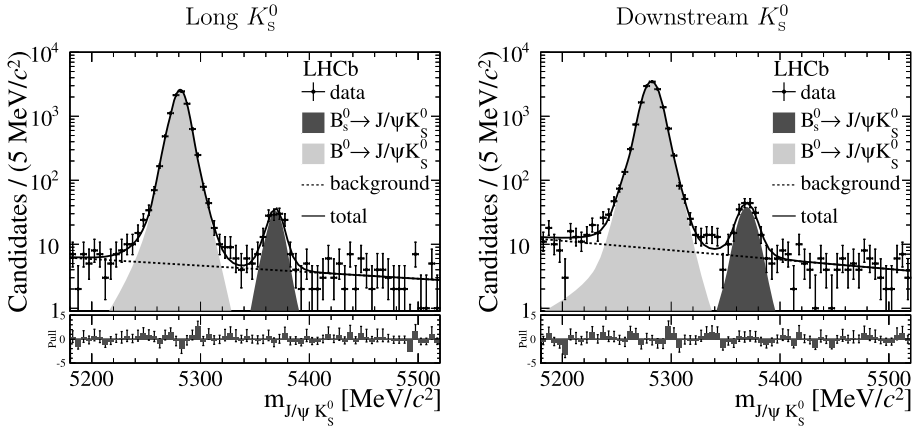 Long K⁰ₛ
Downstream K⁰ₛ
Candidates / (5 MeV/c²)
10⁴
10³
10²
10
1
LHCb
data
B⁰ₛ→ J/ψK⁰S
B⁰→ J/ψK⁰S
background
total
Pull
5
0
-5
5200
5300
5400
5500
m J/ψ K⁰S [MeV/c²]
Candidates / (5 MeV/c²)
10⁴
10³
10²
10
1
LHCb
data
B⁰ₛ→ J/ψK⁰S
B⁰→ J/ψK⁰S
background
total
Pull
5
0
-5
5200
5300
5400
5500
m J/ψ K⁰S [MeV/c²]